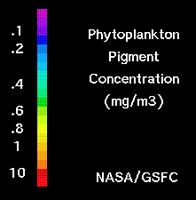 .1
.2
.4
.6
.8
1
10
Phytoplankton
Pigment
Concentration
(mg/m3)
NASA/GSFC